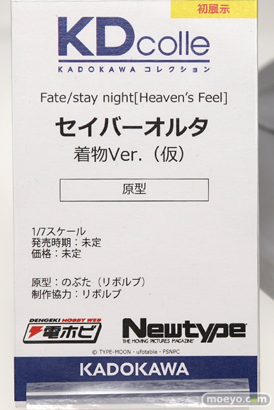 初展示
KDcolle
KADOKAWA コレクション
Fate/stay night[Heaven's Feel]
セイバーオルタ
着物Ver.（仮）
原型
1/7スケール
発売時期：未定
価格：未定
原型：のぶた（リボルブ）
制作協力：リボルブ
DENGEKI HOBBY WEB
電ホビ
Newtype
THE MOVING PICTURES MAGAZINE
© TYPE-MOON・ufotable・FSNPC
KADOKAWA
moeyo.com